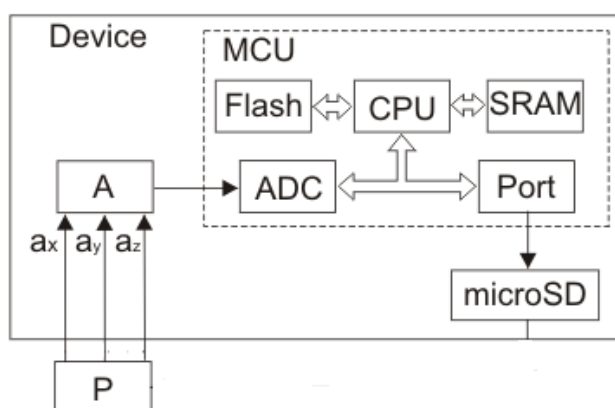 Device
MCU
Flash
CPU
SRAM
A
ADC
Port
ax
ay
az
microSD
P